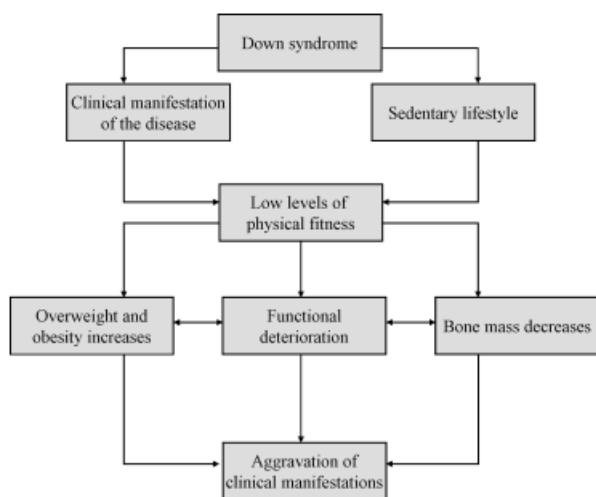 Down syndrome
Clinical manifestation
of the disease
Sedentary lifestyle
Low levels of
physical fitness
Overweight and
obesity increases
Functional
deterioration
Bone mass decreases
Aggravation of
clinical manifestations